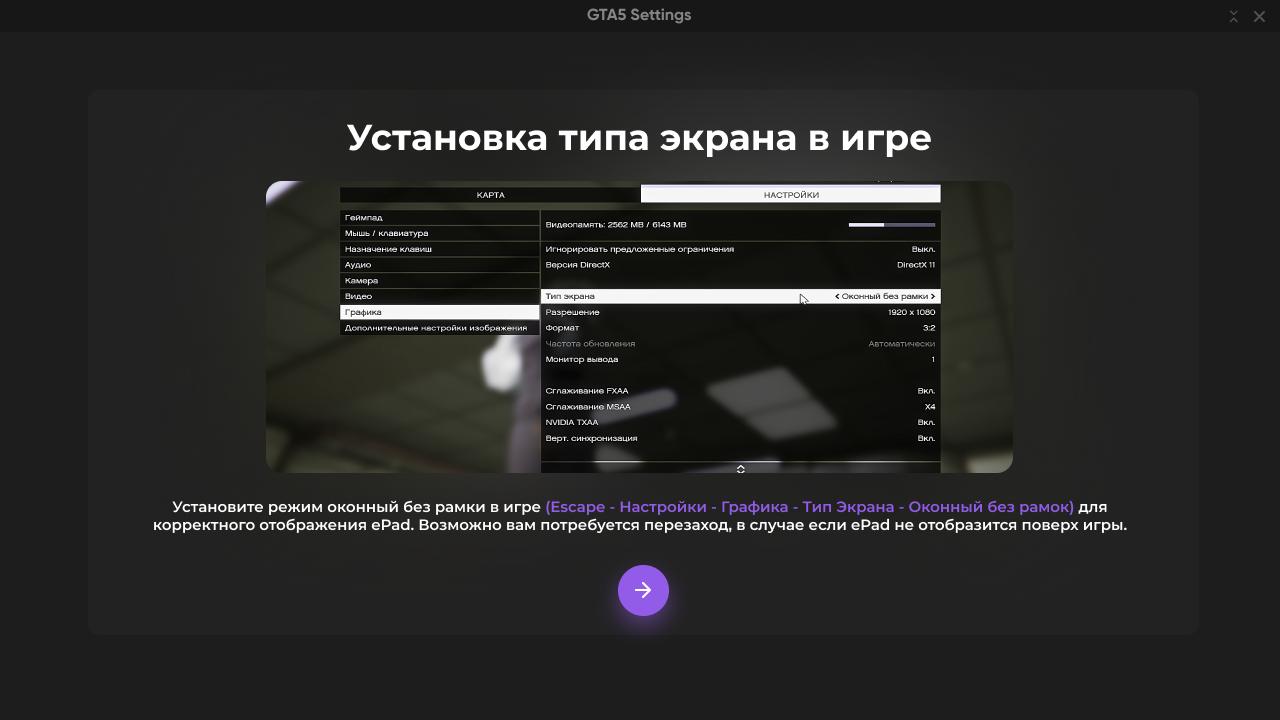 GTA5 Settings
Установка типа экрана в игре
КАРТА
НАСТРОЙКИ
Геймпад
Мышь / клавиатура
Назначение клавиш
Аудио
Камера
Видео
Графика
Дополнительные настройки изображения
Видеопамять: 2562 MB / 6143 MB
Игнорировать предложенные ограничения Выкл.
Версия DirectX DirectX 11
Тип экрана Оконный без рамки
Разрешение 1920 x 1080
Формат 3:2
Частота обновления Автоматически
Монитор вывода 1
Сглаживание FXAA Вкл.
Сглаживание MSAA X4
NVIDIA TXAA Вкл.
Верт. синхронизация Вкл.
Установите режим оконный без рамки в игре (Escape - Настройки - Графика - Тип Экрана - Оконный без рамок) для
корректного отображения ePad. Возможно вам потребуется перезаход, в случае если ePad не отобразится поверх игры.